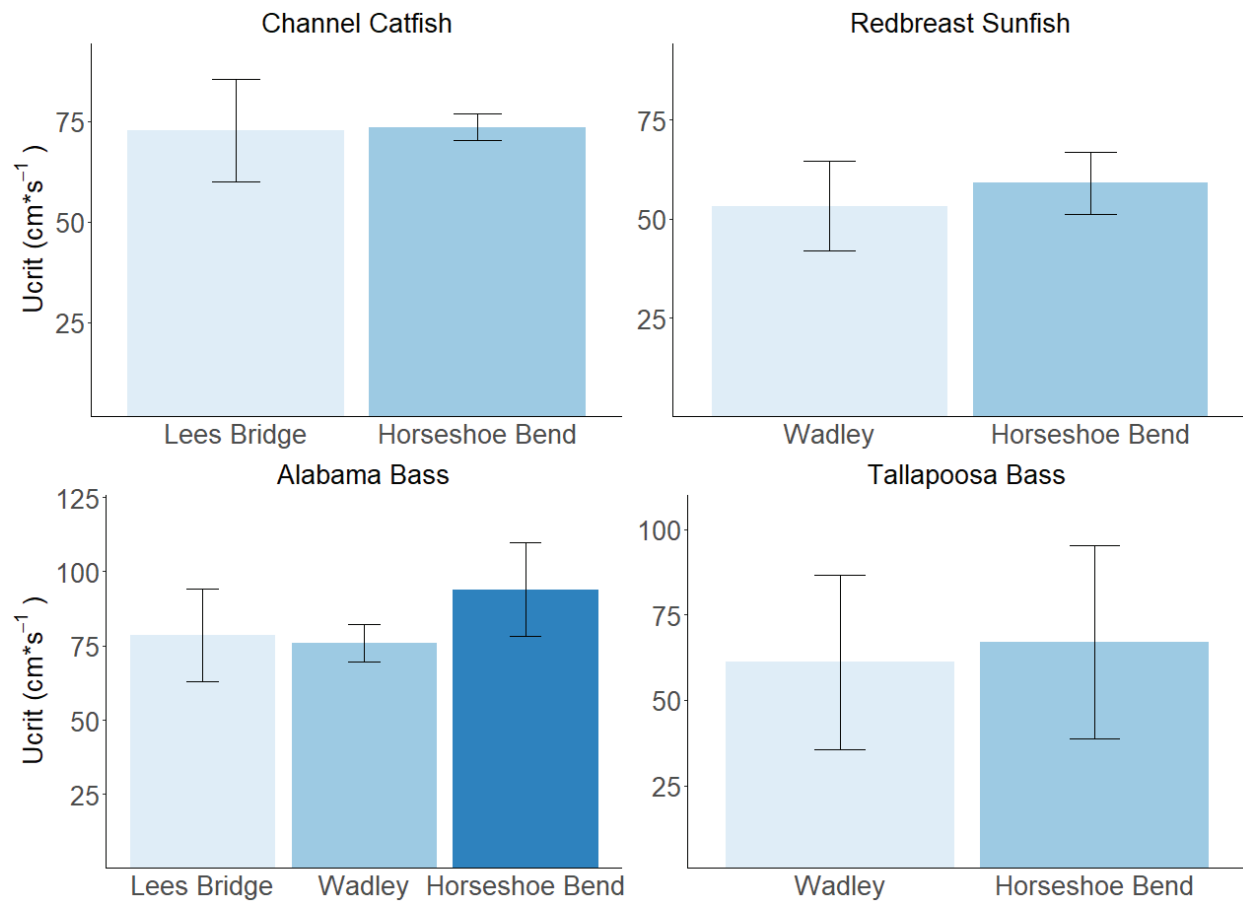 Channel Catfish
Ucrit (cm*s⁻¹ )
75
50
25
Lees Bridge Horseshoe Bend
Redbreast Sunfish
75
50
25
Wadley Horseshoe Bend
Alabama Bass
Ucrit (cm*s⁻¹ )
125
100
75
50
25
Lees Bridge Wadley Horseshoe Bend
Tallapoosa Bass
100
75
50
25
Wadley Horseshoe Bend